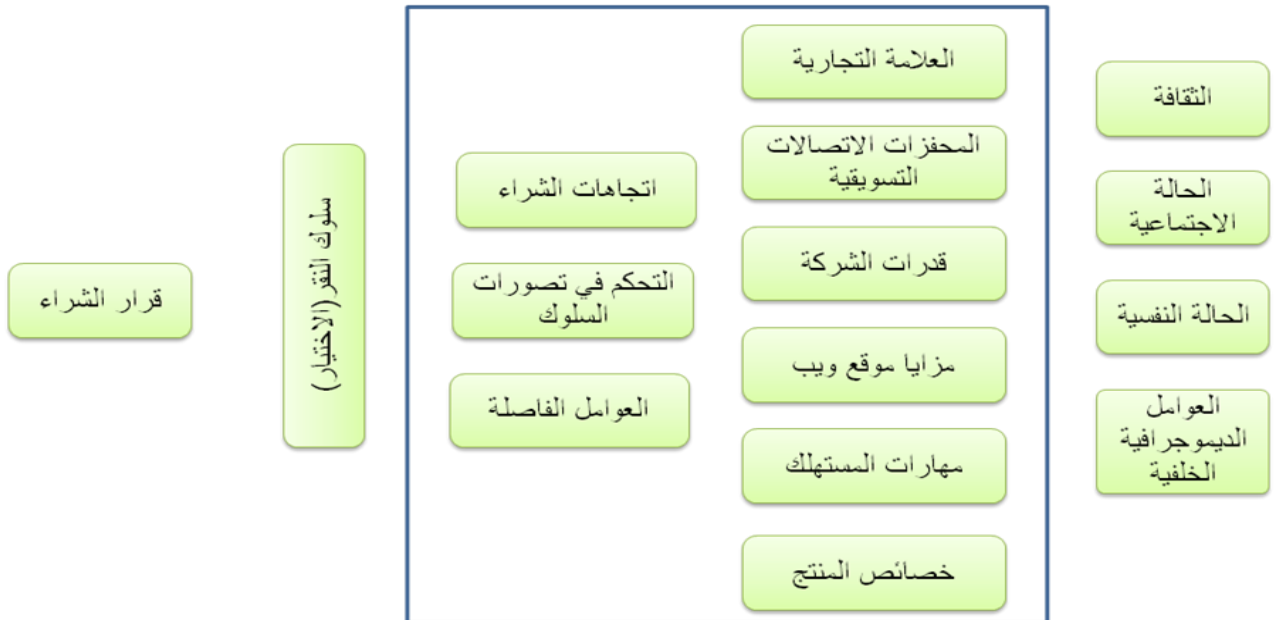 الثقافة
الحالة
الاجتماعية
الحالة النفسية
العوامل
الديموجرافية
الخلفية
العلامة التجارية
المحفزات الاتصالات
التسويقية
قدرات الشركة
مزايا موقع ويب
مهارات المستهلك
خصائص المنتج
اتجاهات الشراء
التحكم في تصورات
السلوك
العوامل الفاصلة
سلوك النقر(الاختيار)
قرار الشراء